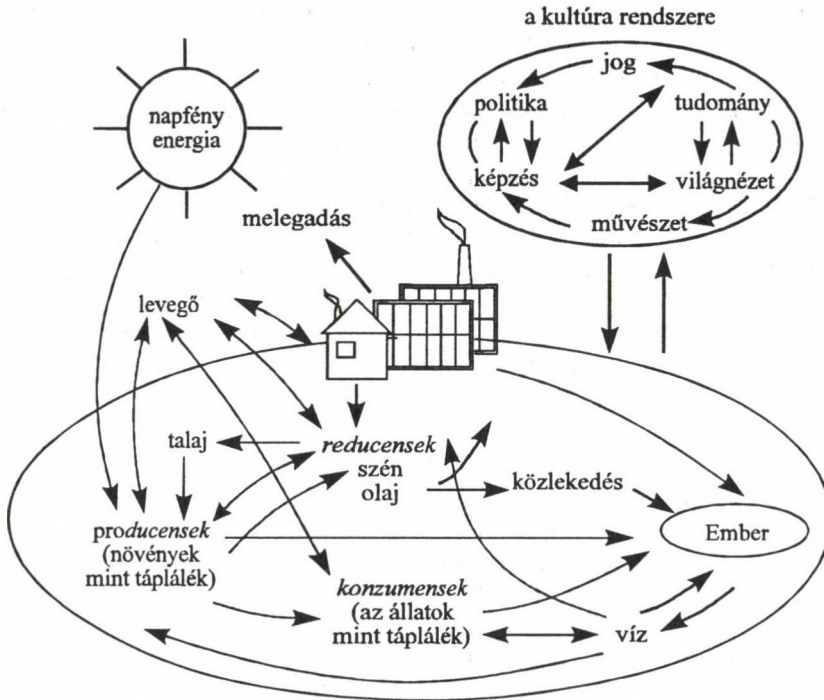 a kultúra rendszere
jog
politika
tudomány
képzés
világnézet
művészet
napfény
energia
melegadás
levegő
talaj
reducensek
szén
olaj
közlekedés
Ember
producensek
(növények
mint táplálék)
konzumensek
(az állatok
mint táplálék)
víz